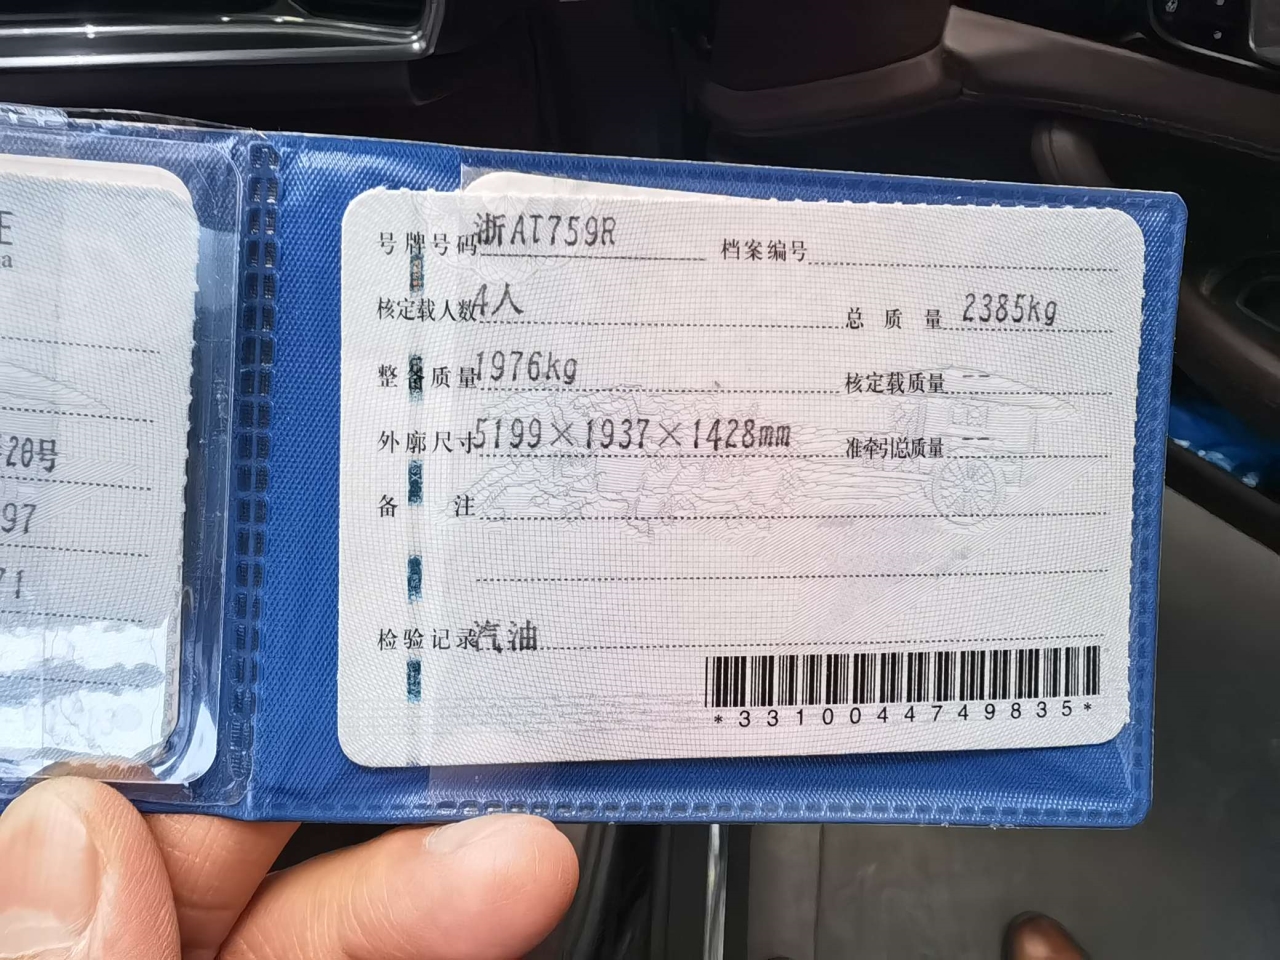 E
a
20号
97
71
号牌号码 浙AT759R 档案编号
核定载人数 4人 总质量 2385kg
整备质量 1976kg 核定载质量 --
外廓尺寸 5199×1937×1428mm 准牵引总质量 --
备注
检验记录 汽油
*3310044749835*